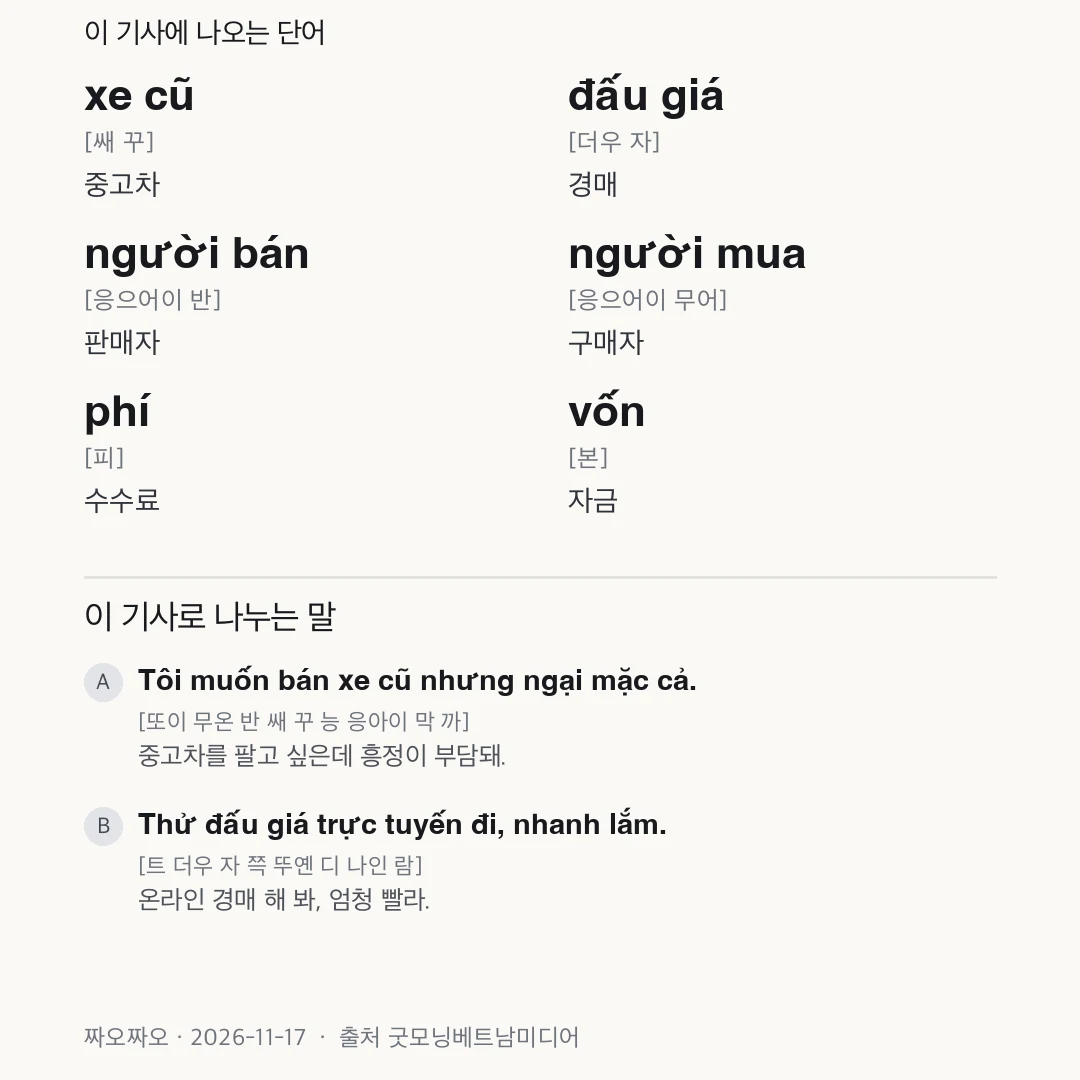 이 기사에 나오는 단어
xe cũ
[쌔 꾸]
중고차
đấu giá
[더우 자]
경매
người bán
[응으어이 반]
판매자
người mua
[응으어이 무어]
구매자
phí
[피]
수수료
vốn
[본]
자금
이 기사로 나누는 말
A Tôi muốn bán xe cũ nhưng ngại mặc cả.
[또이 무온 반 쌔 꾸 능 응아이 막 까]
중고차를 팔고 싶은데 흥정이 부담돼.
B Thử đấu giá trực tuyến đi, nhanh lắm.
[트 더우 자 쯕 뚜옌 디 나인 람]
온라인 경매 해 봐, 엄청 빨라.
짜오짜오 · 2026-11-17 · 출처 굿모닝베트남미디어